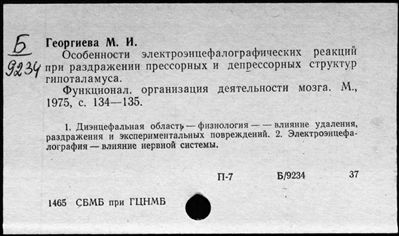 Б
9234
Георгиева М. И.
Особенности электроэнцефалографических реакций
при раздражении прессорных и депрессорных структур
гипоталамуса.
Функционал. организация деятельности мозга. М.,
1975, с. 134—135.
1. Диэнцефальная область — физиология — — влияние удаления,
раздражения и экспериментальных повреждений. 2. Электроэнцефа-
лография — влияние нервной системы.
П-7 Б/9234 37
1465 СБМБ при ГЦНМБ